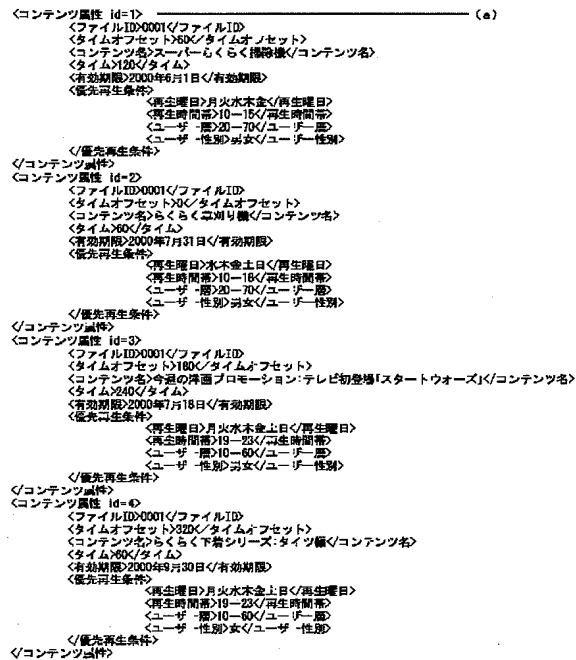 <コンテンツ属性 id=1> (a)
<ファイルID>0001</ファイルID>
<タイムオフセット>60</タイムオフセット>
<コンテンツ名>スーパーらくらく掃除機</コンテンツ名>
<タイム>120</タイム>
<有効期限>2000年6月1日</有効期限>
<優先再生条件>
<再生曜日>月火水木金</再生曜日>
<再生時間帯>10―15</再生時間帯>
<ユーザー層>20―70</ユーザー層>
<ユーザー性別>男女</ユーザー性別>
</優先再生条件>
</コンテンツ属性>
<コンテンツ属性 id=2>
<ファイルID>0001</ファイルID>
<タイムオフセット>0</タイムオフセット>
<コンテンツ名>らくらく草刈り機</コンテンツ名>
<タイム>60</タイム>
<有効期限>2000年7月31日</有効期限>
<優先再生条件>
<再生曜日>水木金土日</再生曜日>
<再生時間帯>10―16</再生時間帯>
<ユーザー層>20―70</ユーザー層>
<ユーザー性別>男女</ユーザー性別>
</優先再生条件>
</コンテンツ属性>
<コンテンツ属性 id=3>
<ファイルID>0001</ファイルID>
<タイムオフセット>180</タイムオフセット>
<コンテンツ名>今週の洋画プロモーション:テレビ初登場「スタートウオーズ」</コンテンツ名>
<タイム>240</タイム>
<有効期限>2000年7月18日</有効期限>
<優先再生条件>
<再生曜日>月火水木金土日</再生曜日>
<再生時間帯>19―23</再生時間帯>
<ユーザー層>10―60</ユーザー層>
<ユーザー性別>男女</ユーザー性別>
</優先再生条件>
</コンテンツ属性>
<コンテンツ属性 id=4>
<ファイルID>0001</ファイルID>
<タイムオフセット>320</タイムオフセット>
<コンテンツ名>らくらく下着シリーズ:タイツ編</コンテンツ名>
<タイム>60</タイム>
<有効期限>2000年9月30日</有効期限>
<優先再生条件>
<再生曜日>月火水木金土日</再生曜日>
<再生時間帯>19―23</再生時間帯>
<ユーザー層>10―60</ユーザー層>
<ユーザー性別>女</ユーザー性別>
</優先再生条件>
</コンテンツ属性>